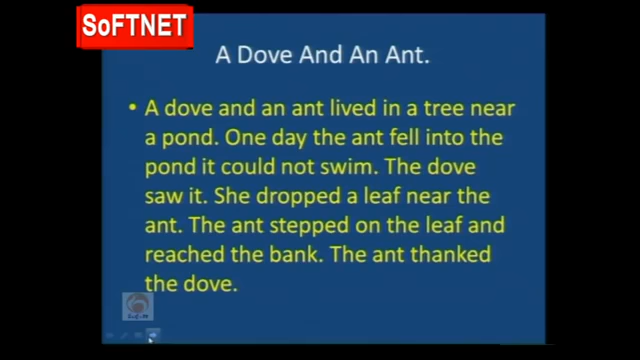 SoFTNET
A Dove And An Ant.
• A dove and an ant lived in a tree near
a pond. One day the ant fell into the
pond it could not swim. The dove
saw it. She dropped a leaf near the
ant. The ant stepped on the leaf and
reached the bank. The ant thanked
the dove.